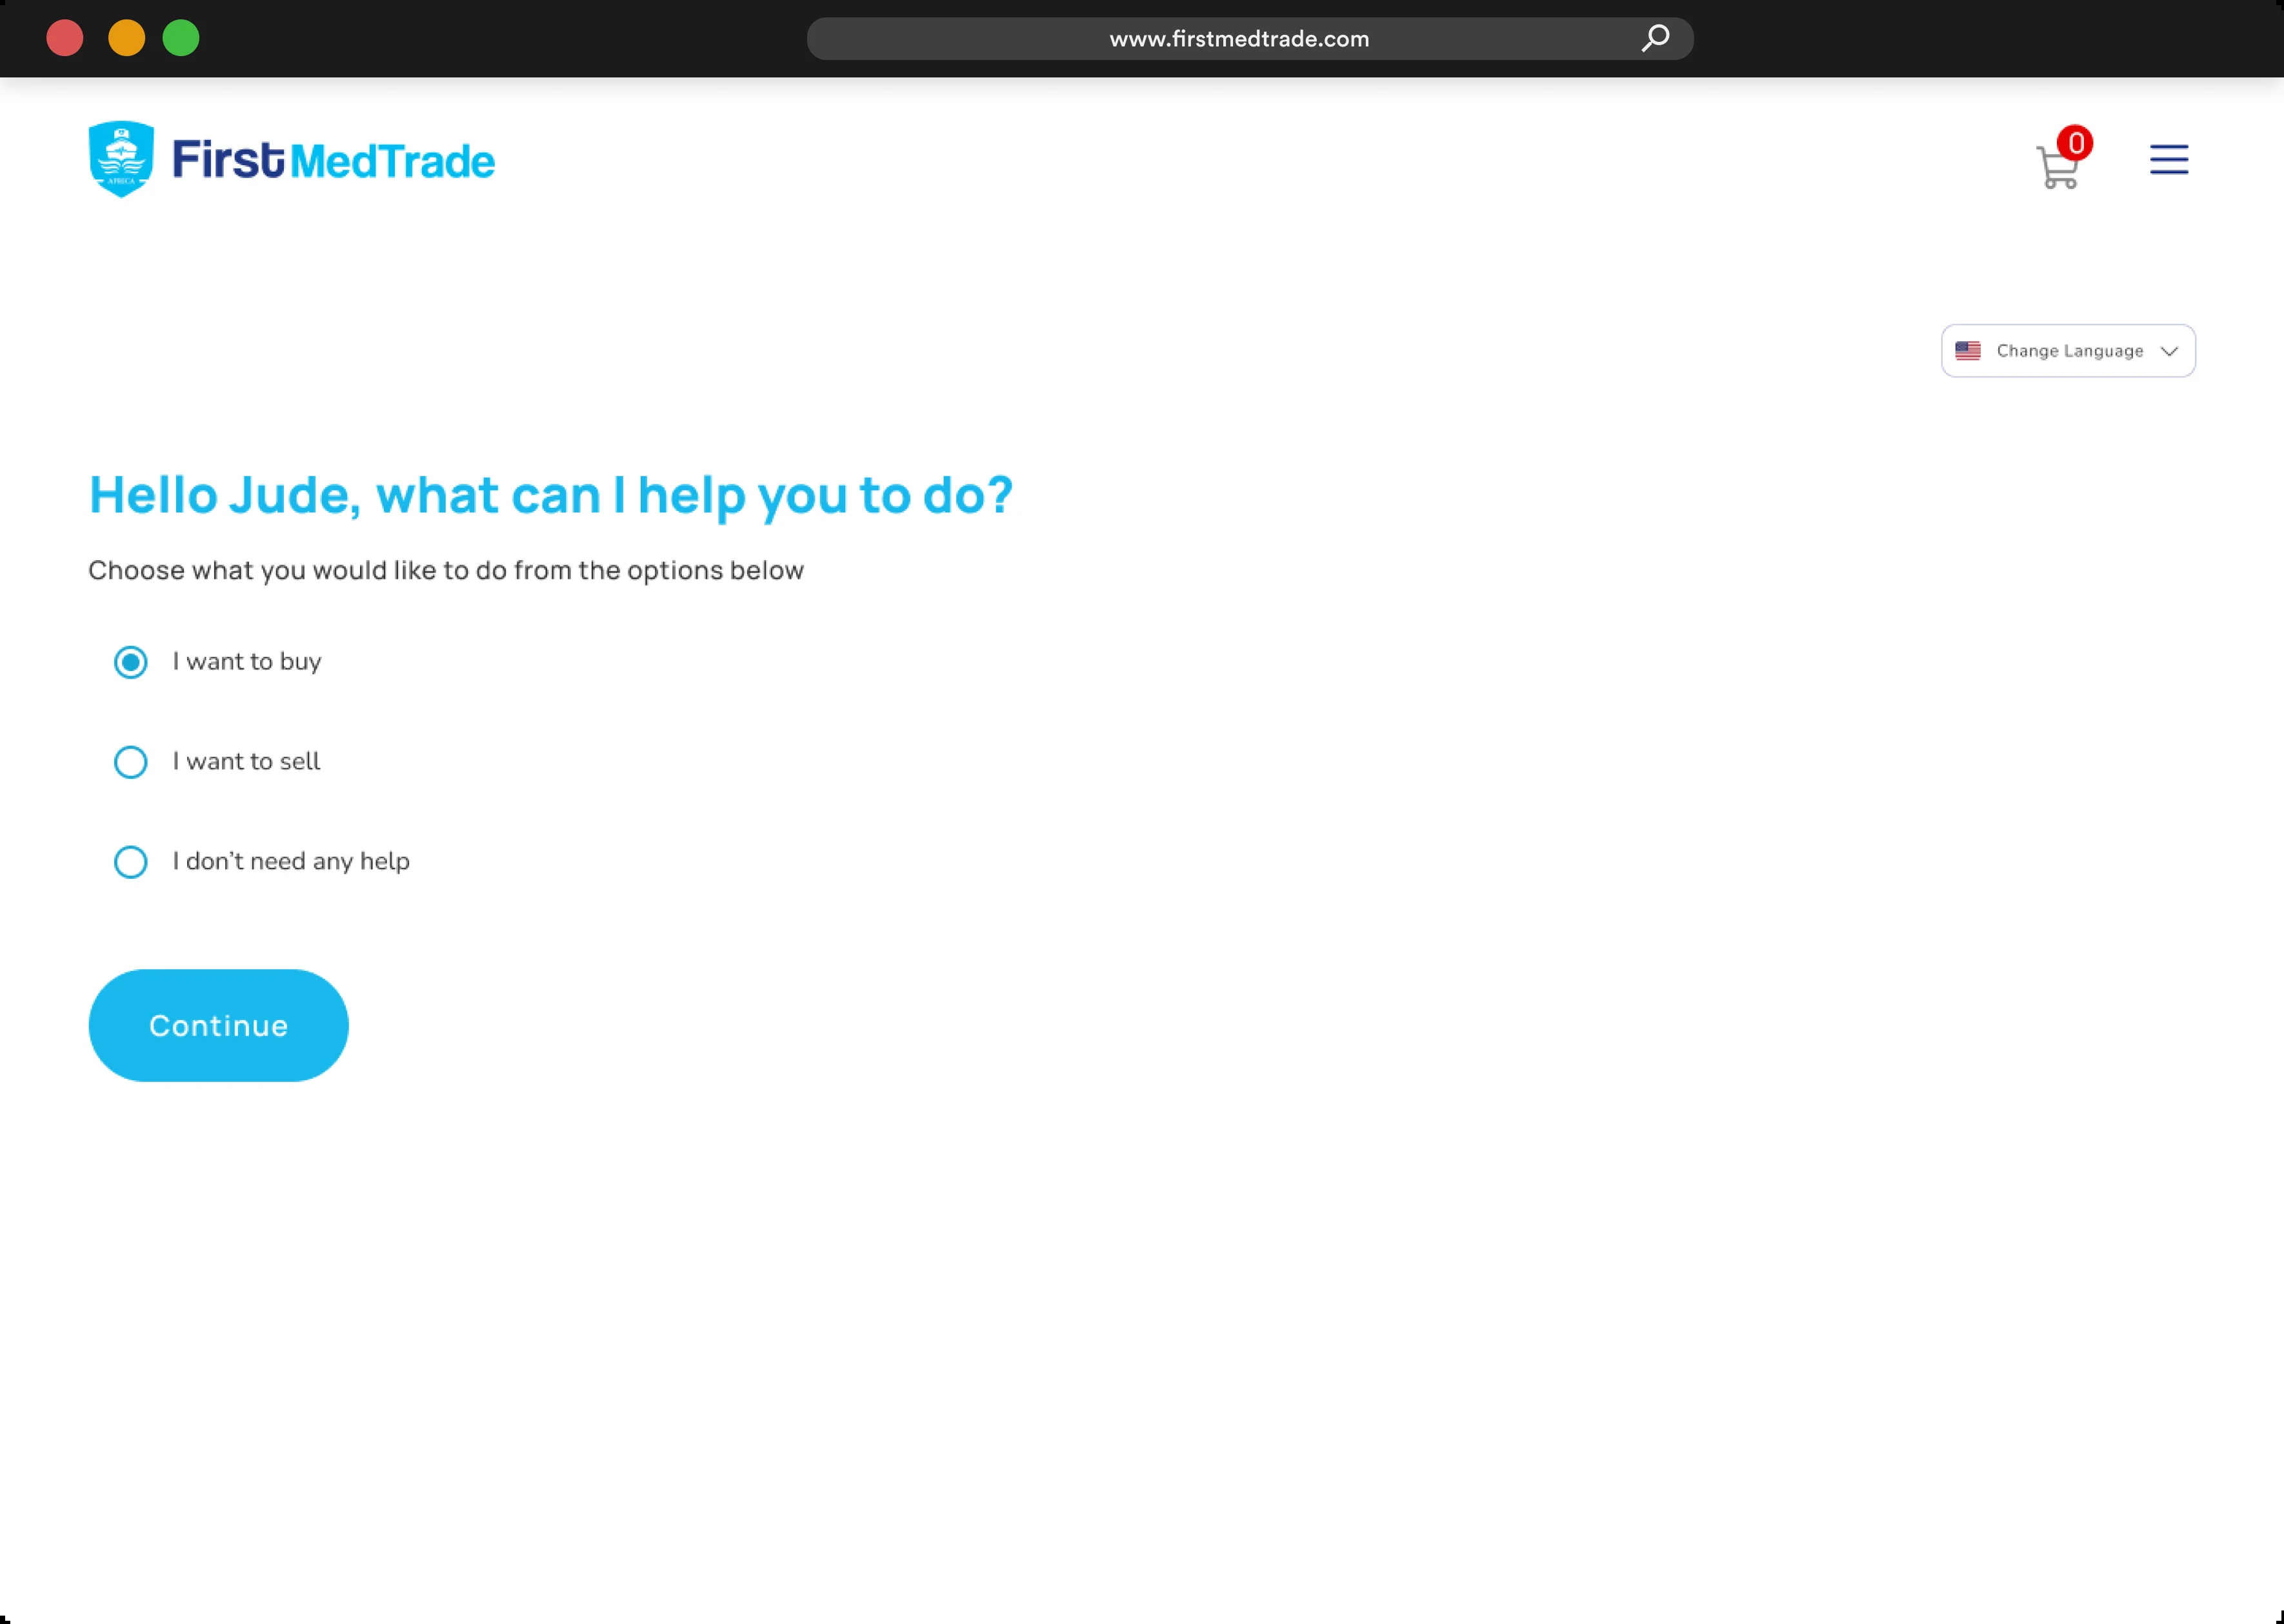 www.firstmedtrade.com
AFRICA
FirstMedTrade
0
Change Language
Hello Jude, what can I help you to do?
Choose what you would like to do from the options below
I want to buy
I want to sell
I don't need any help
Continue